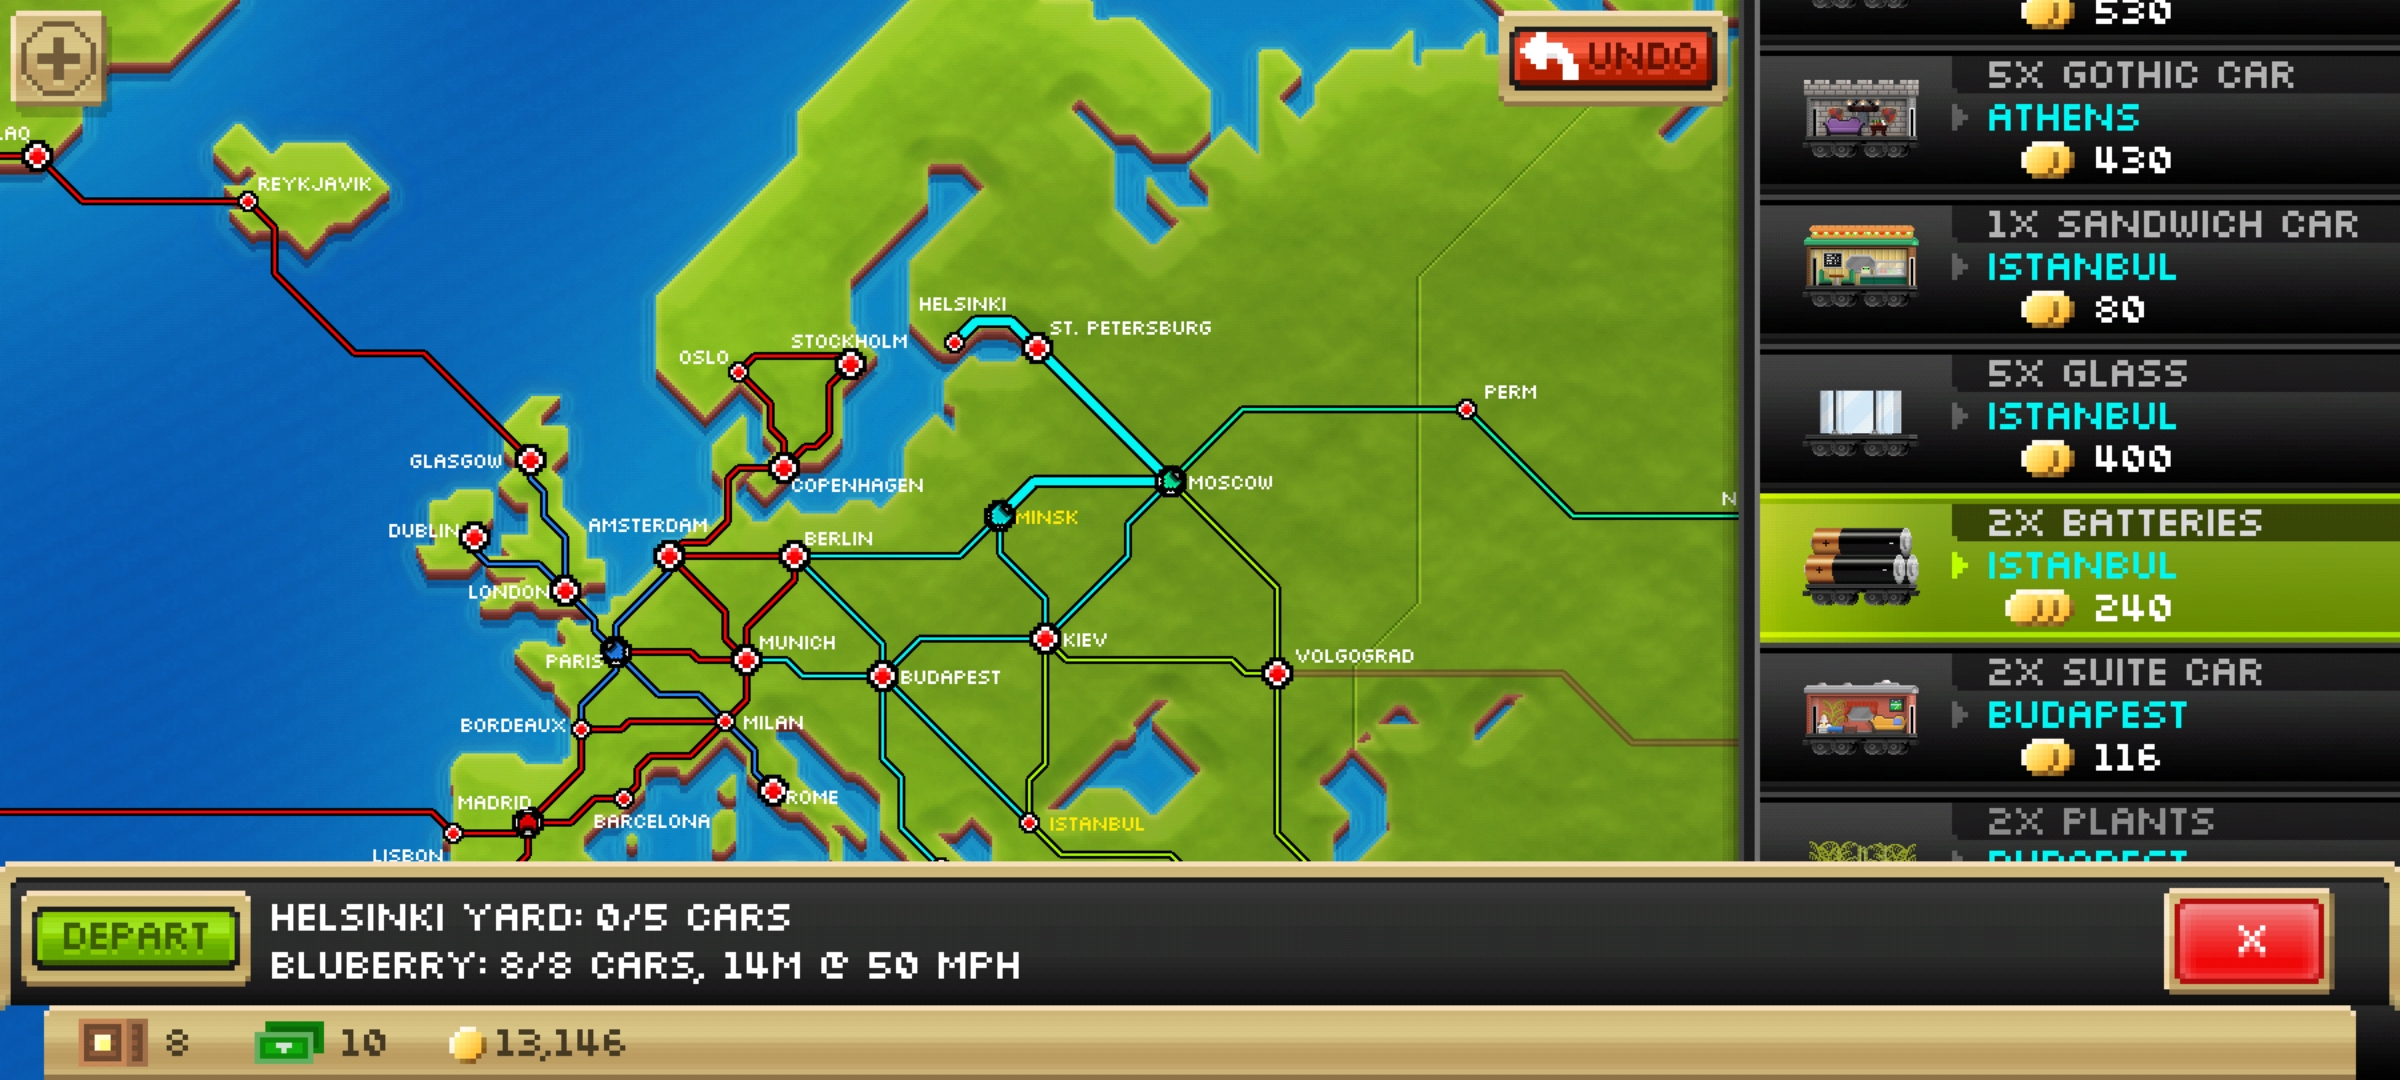 UNDO
LAQ
REYKJAVIK
HELSINKI
ST. PETERSBURG
STOCKHOLM
OSLO
PERM
GLASGOW
COPENHAGEN
MOSCOW
N
DUBLIN
AMSTERDAM
BERLIN
MINSK
LONDON
MUNICH
KIEV
PARIS
BUDAPEST
VOLGOGRAD
BORDEAUX
MILAN
MADRID
ROME
BARCELONA
ISTANBUL
LISBON
530
5X GOTHIC CAR
ATHENS
430
1X SANDWICH CAR
ISTANBUL
80
5X GLASS
ISTANBUL
400
2X BATTERIES
ISTANBUL
240
2X SUITE CAR
BUDAPEST
116
2X PLANTS
BUDAPEST
DEPART
HELSINKI YARD: 0/5 CARS
BLUBERRY: 8/8 CARS, 14M @ 50 MPH
X
8
10
13,146